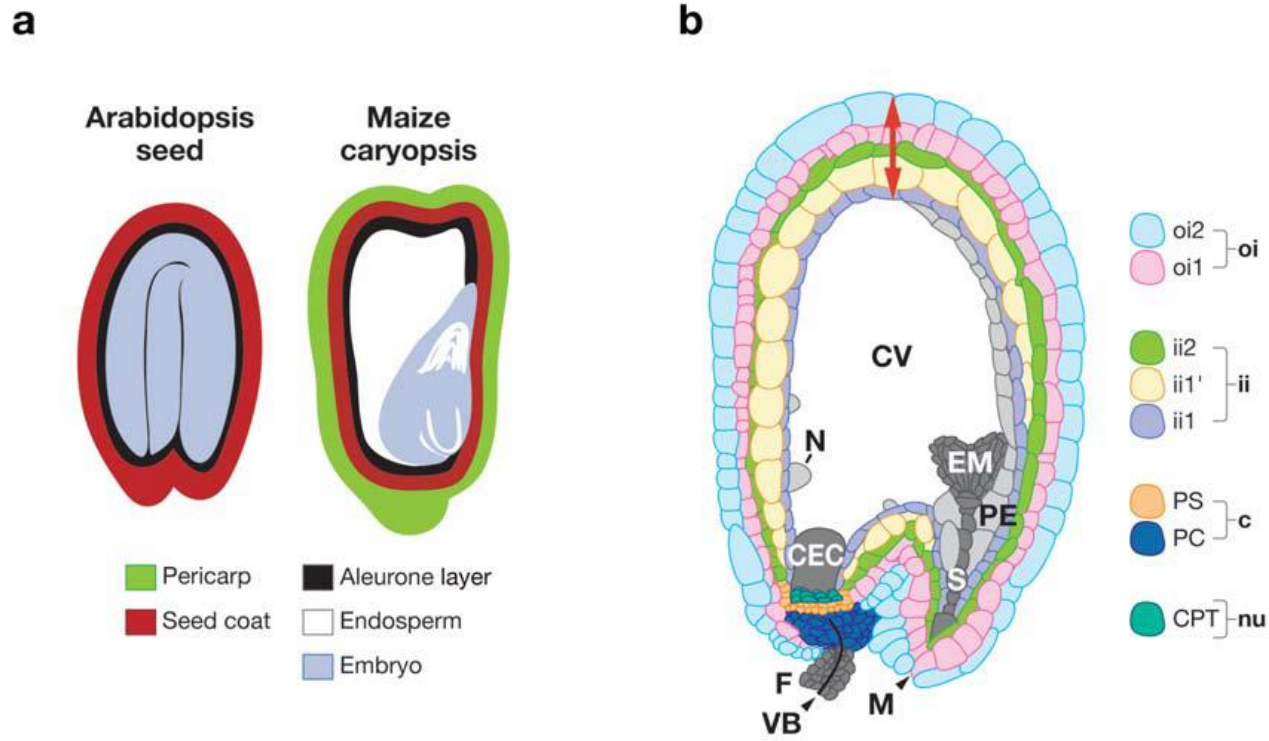 a
Arabidopsis
seed
Maize
caryopsis
Pericarp
Seed coat
Aleurone layer
Endosperm
Embryo
b
CV
N
EM
PE
CEC
S
F
VB
M
oi2
oi1
oi
ii2
ii1'
ii1
ii
PS
PC
c
CPT
nu